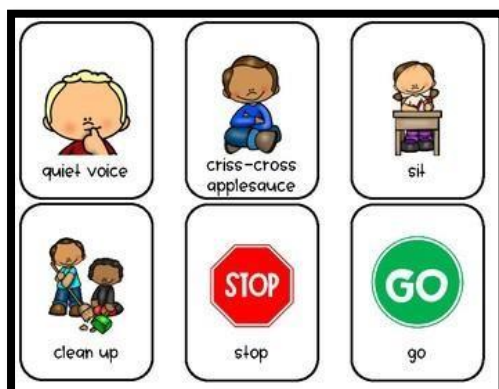 quiet voice
criss-cross
applesauce
sit
clean up
STOP
stop
GO
go